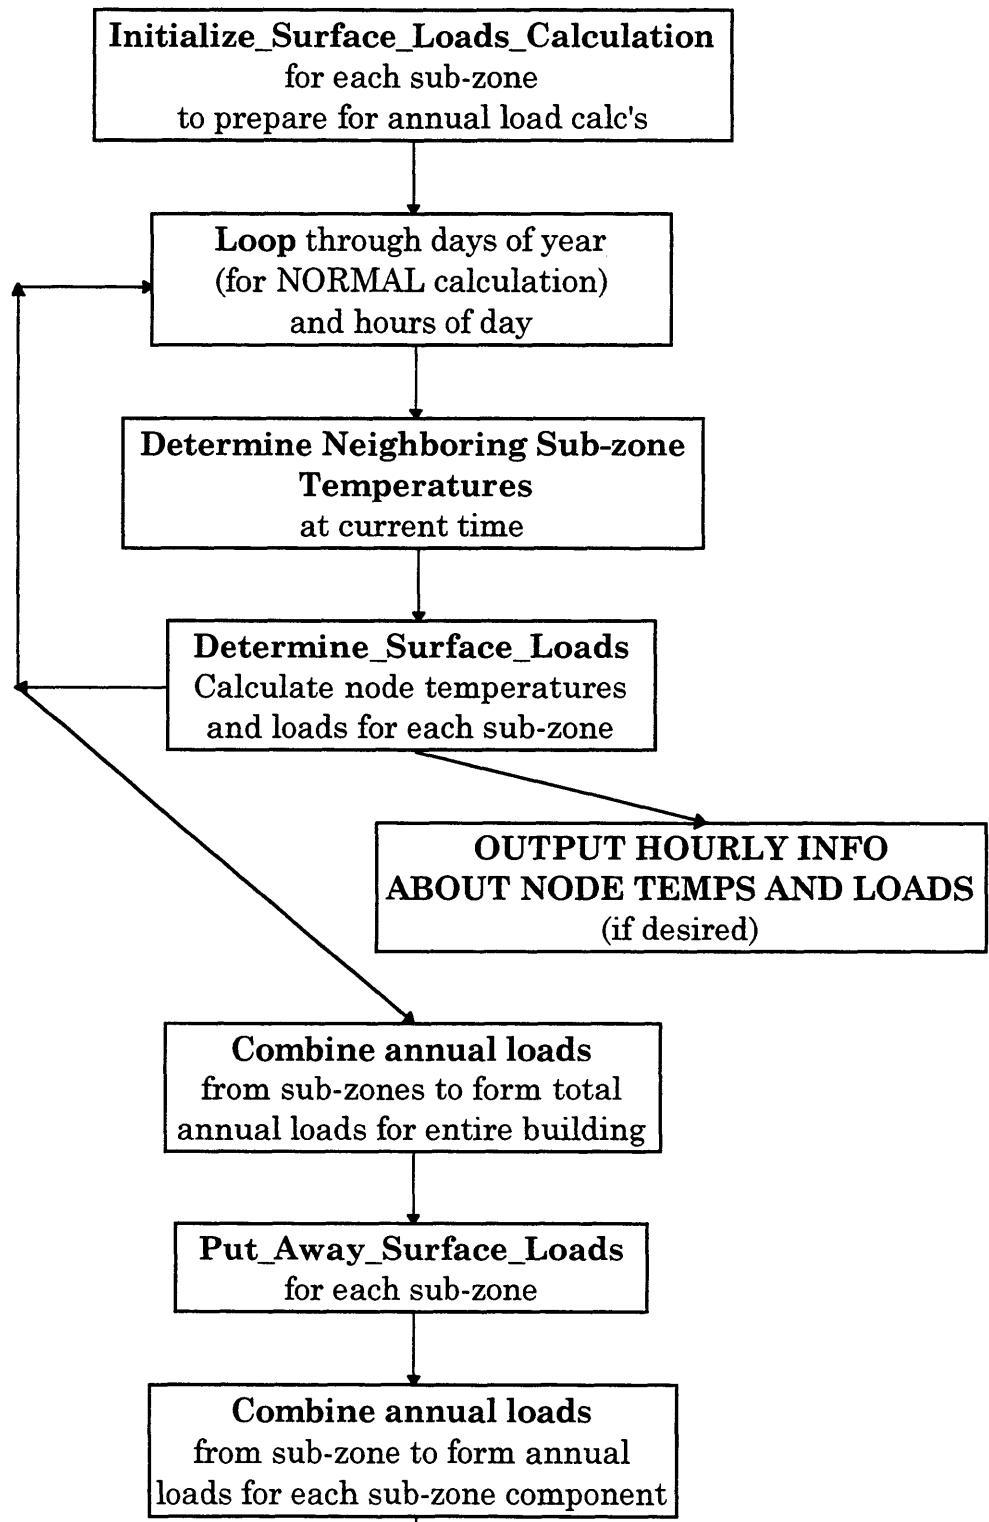 Initialize_Surface_Loads_Calculation
for each sub-zone
to prepare for annual load calc's
Loop through days of year
(for NORMAL calculation)
and hours of day
Determine Neighboring Sub-zone
Temperatures
at current time
Determine_Surface_Loads
Calculate node temperatures
and loads for each sub-zone
OUTPUT HOURLY INFO
ABOUT NODE TEMPS AND LOADS
(if desired)
Combine annual loads
from sub-zones to form total
annual loads for entire building
Put_Away_Surface_Loads
for each sub-zone
Combine annual loads
from sub-zone to form annual
loads for each sub-zone component